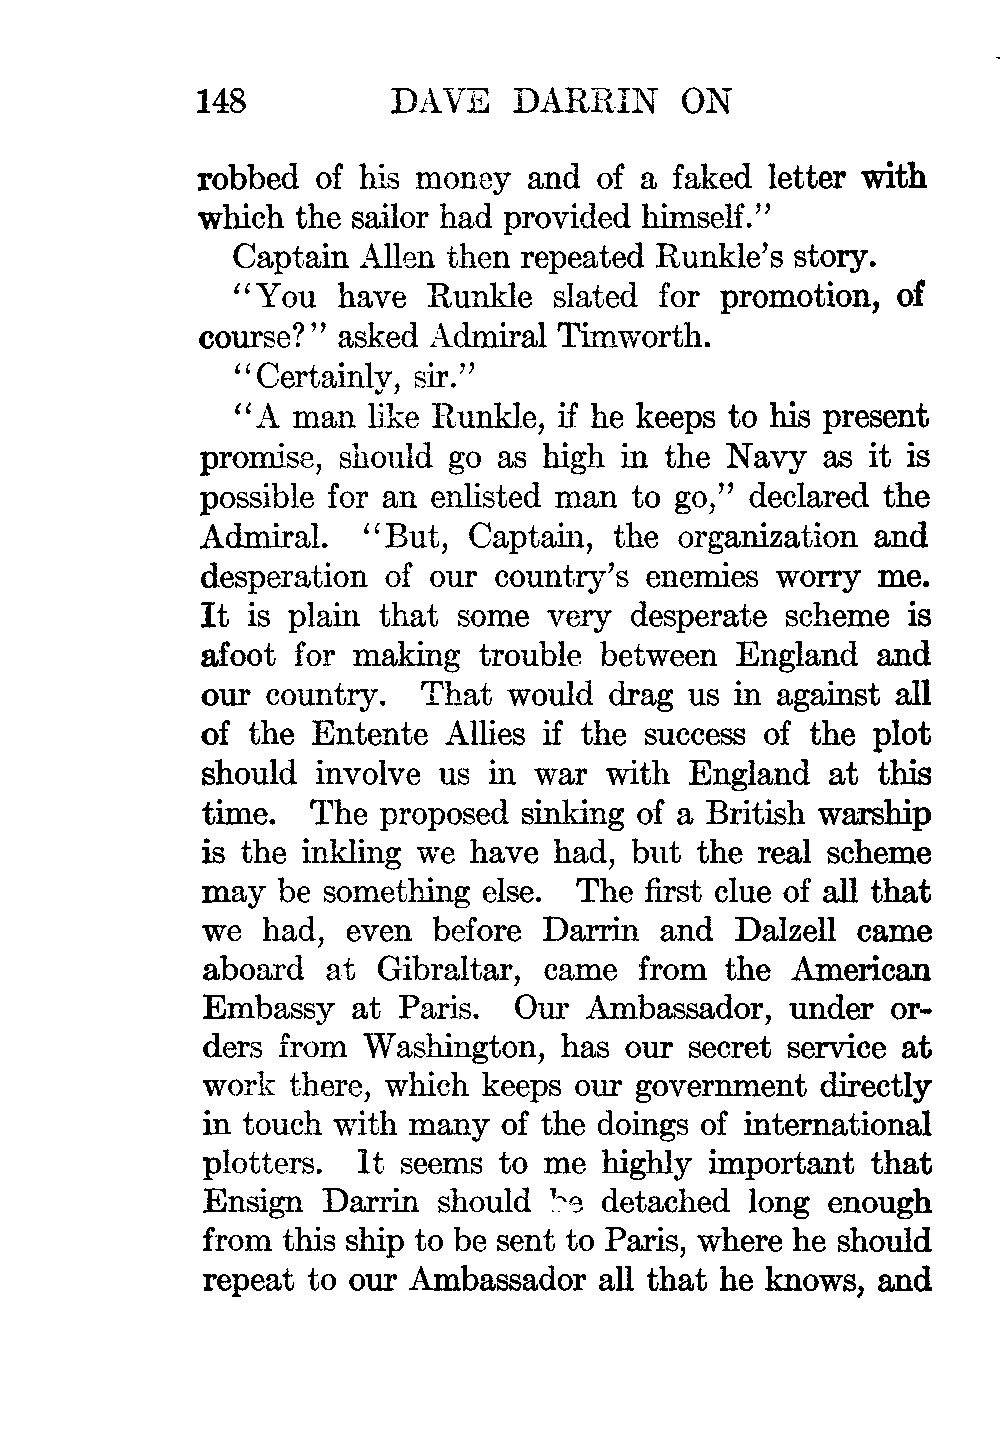 148 DAVE DARRIN ON
robbed of his money and of a faked letter with
which the sailor had provided himself."
Captain Allen then repeated Runkle's story.
"You have Runkle slated for promotion, of
course?" asked Admiral Timworth.
"Certainly, sir."
"A man like Runkle, if he keeps to his present
promise, should go as high in the Navy as it is
possible for an enlisted man to go," declared the
Admiral. "But, Captain, the organization and
desperation of our country's enemies worry me.
It is plain that some very desperate scheme is
afoot for making trouble between England and
our country. That would drag us in against all
of the Entente Allies if the success of the plot
should involve us in war with England at this
time. The proposed sinking of a British warship
is the inkling we have had, but the real scheme
may be something else. The first clue of all that
we had, even before Darrin and Dalzell came
aboard at Gibraltar, came from the American
Embassy at Paris. Our Ambassador, under or-
ders from Washington, has our secret service at
work there, which keeps our government directly
in touch with many of the doings of international
plotters. It seems to me highly important that
Ensign Darrin should be detached long enough
from this ship to be sent to Paris, where he should
repeat to our Ambassador all that he knows, and